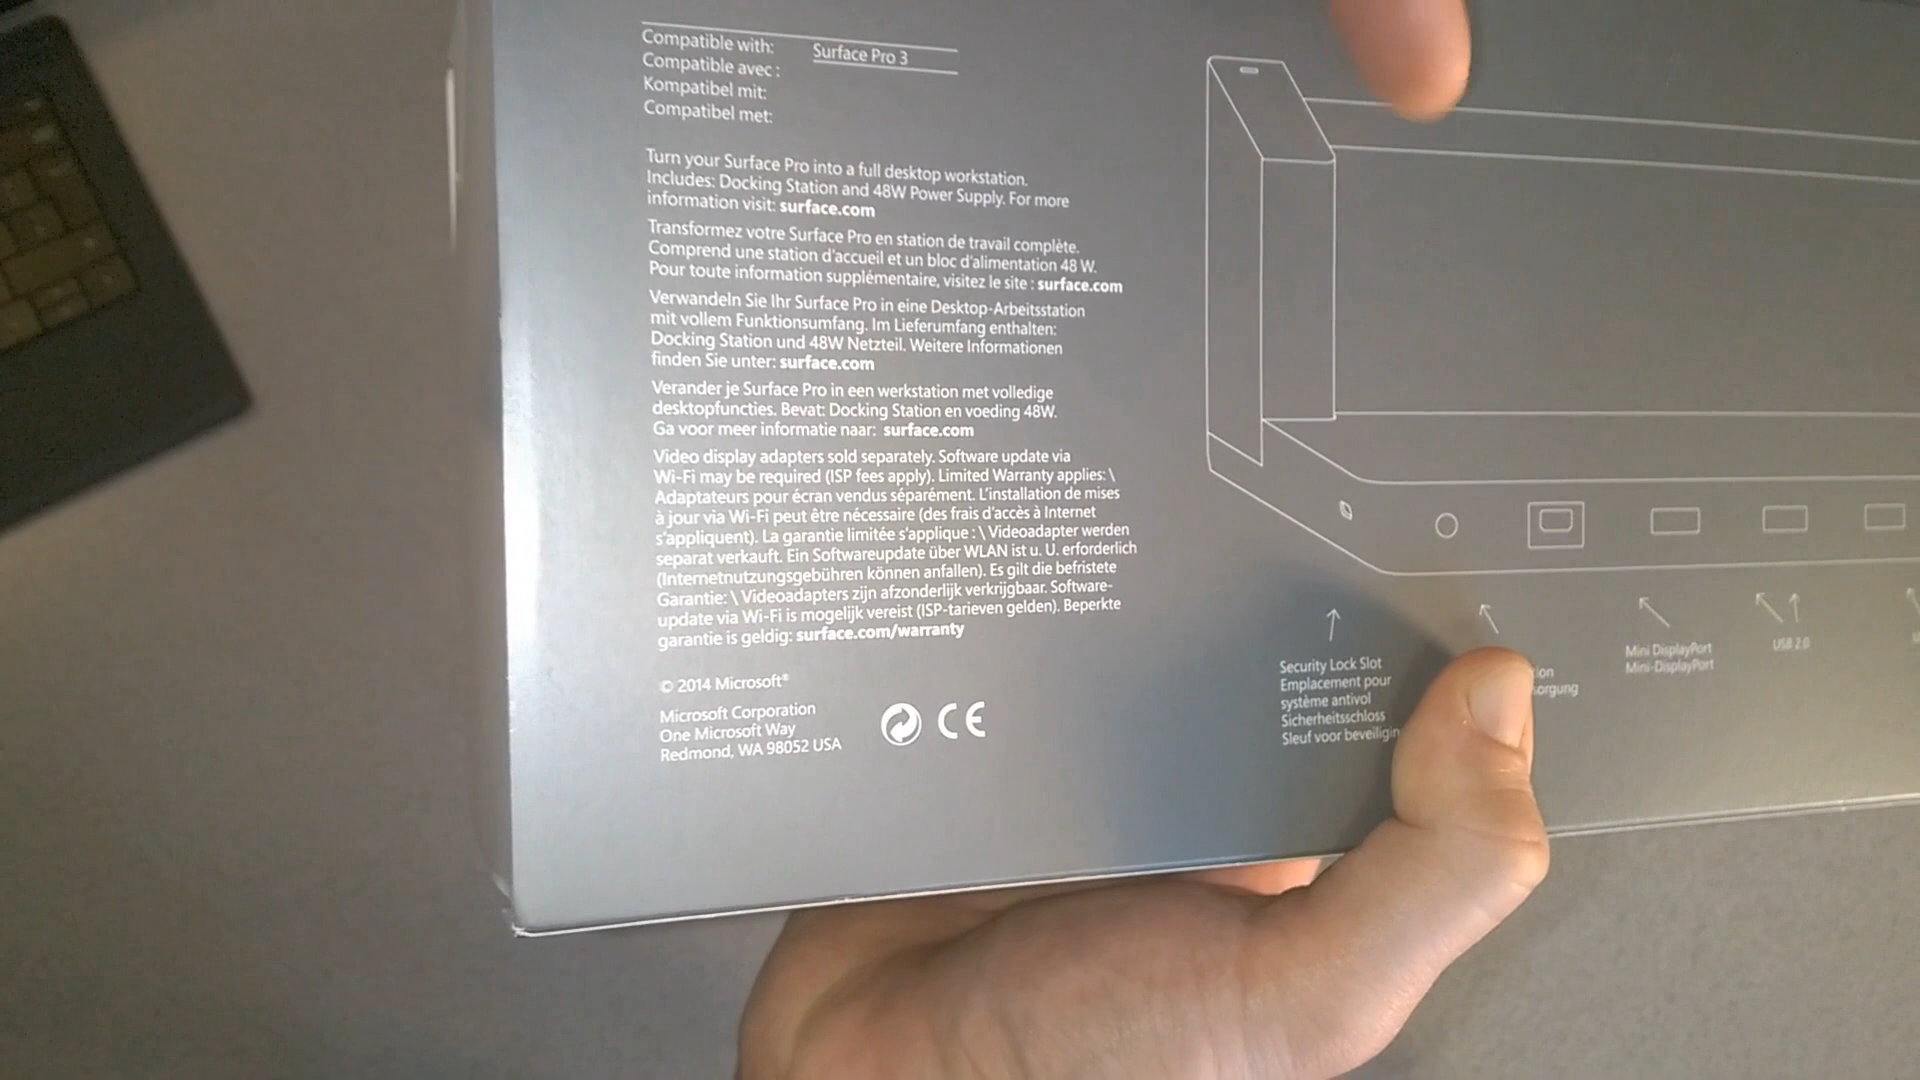 Compatible with: Surface Pro 3
Compatible avec :
Kompatibel mit:
Compatibel met:
Turn your Surface Pro into a full desktop workstation.
Includes: Docking Station and 48W Power Supply. For more
information visit: surface.com
Transformez votre Surface Pro en station de travail complète.
Comprend une station d'accueil et un bloc d'alimentation 48 W.
Pour toute information supplémentaire, visitez le site : surface.com
Verwandeln Sie Ihr Surface Pro in eine Desktop-Arbeitsstation
mit vollem Funktionsumfang. Im Lieferumfang enthalten:
Docking Station und 48W Netzteil. Weitere Informationen
finden Sie unter: surface.com
Verander je Surface Pro in een werkstation met volledige
desktopfuncties. Bevat: Docking Station en voeding 48W.
Ga voor meer informatie naar: surface.com
Video display adapters sold separately. Software update via
Wi-Fi may be required (ISP fees apply). Limited Warranty applies: \
Adaptateurs pour écran vendus séparément. L'installation de mises
à jour via Wi-Fi peut être nécessaire (des frais d'accès à Internet
s'appliquent). La garantie limitée s'applique : \ Videoadapter werden
separat verkauft. Ein Softwareupdate über WLAN ist u. U. erforderlich
(Internetnutzungsgebühren können anfallen). Es gilt die befristete
Garantie: \ Videoadapters zijn afzonderlijk verkrijgbaar. Software-
update via Wi-Fi is mogelijk vereist (ISP-tarieven gelden). Beperkte
garantie is geldig: surface.com/warranty
© 2014 Microsoft®
Microsoft Corporation
One Microsoft Way
Redmond, WA 98052 USA
CE
Security Lock Slot
Emplacement pour
système antivol
Sicherheitsschloss
Sleuf voor
Mini DisplayPort
Mini-DisplayPort
USB 2.0